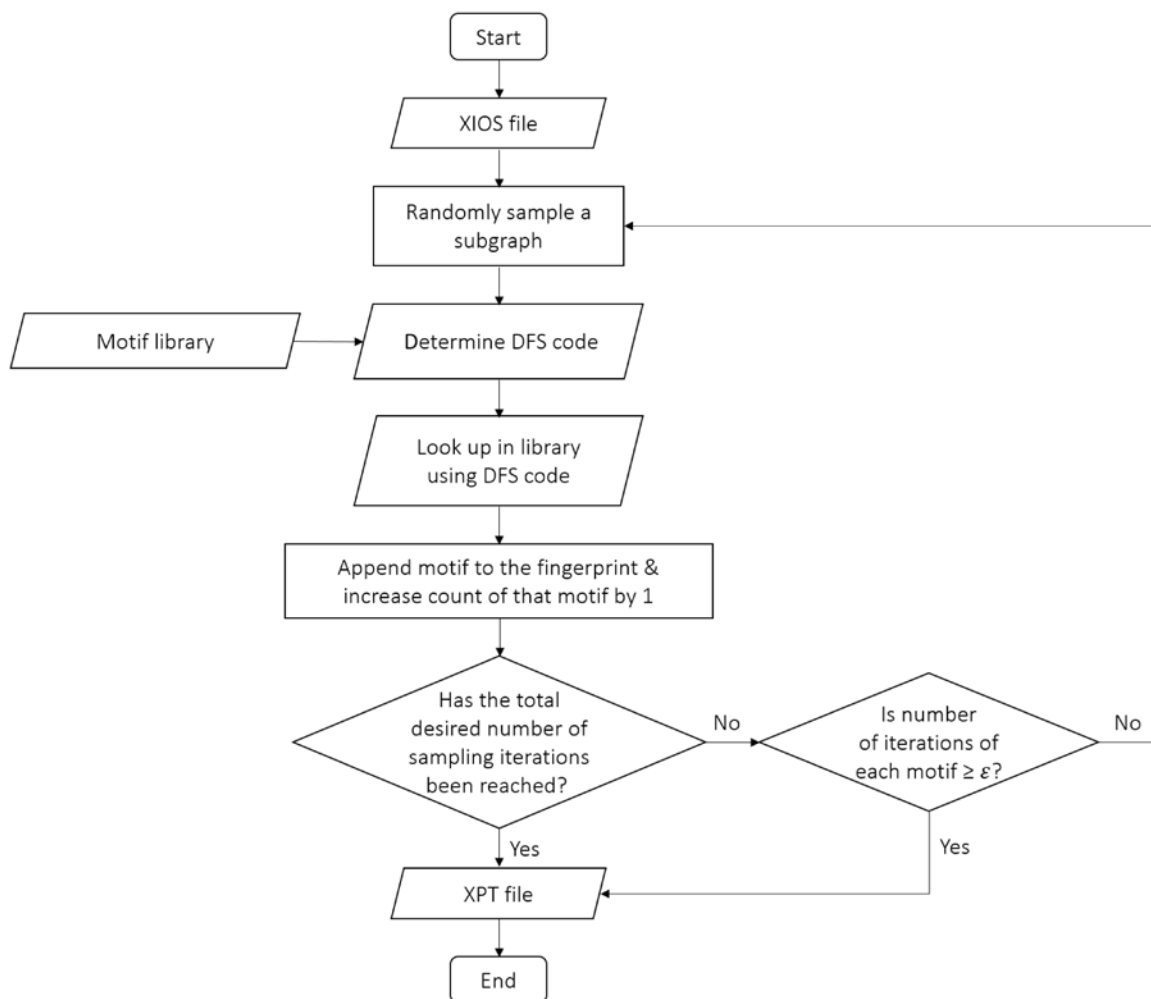 Start
XIOS file
Randomly sample a
subgraph
Motif library
Determine DFS code
Look up in library
using DFS code
Append motif to the fingerprint &
increase count of that motif by 1
Has the total
desired number of
sampling iterations
been reached?
No
Is number
of iterations of
each motif ≥ ε?
No
Yes
Yes
XPT file
End